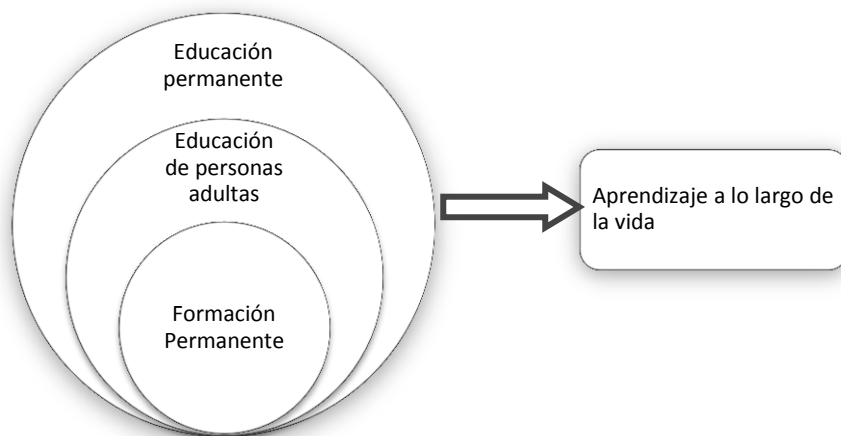 Educación
permanente
Educación
de personas
adultas
Formación
Permanente
Aprendizaje a lo largo de
la vida